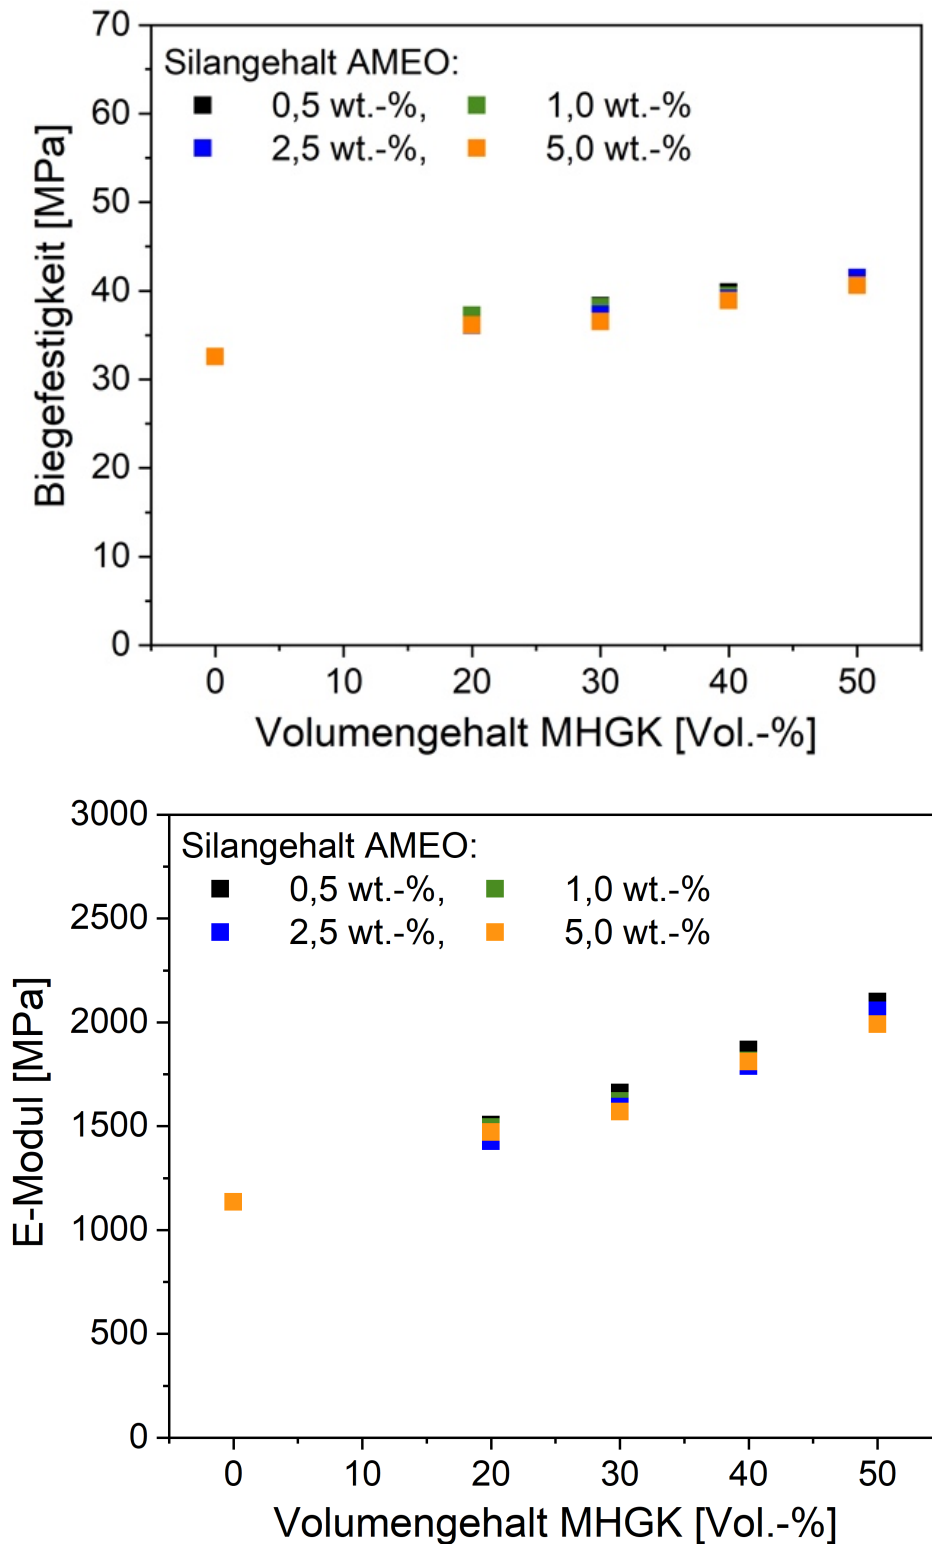 70
60
50
40
30
20
10
0
Biegefestigkeit [MPa]
Silangehalt AMEO:
0,5 wt.-%, 1,0 wt.-%
2,5 wt.-%, 5,0 wt.-%
0 10 20 30 40 50
Volumengehalt MHGK [Vol.-%]
3000
2500
2000
1500
1000
500
0
E-Modul [MPa]
Silangehalt AMEO:
0,5 wt.-%, 1,0 wt.-%
2,5 wt.-%, 5,0 wt.-%
0 10 20 30 40 50
Volumengehalt MHGK [Vol.-%]